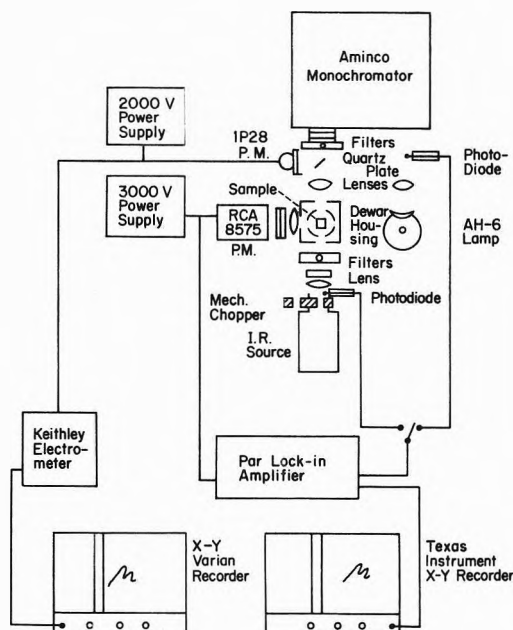 Aminco
Monochromator
2000 V
Power
Supply
1P28
P.M.
Filters
Quartz
Plate
Lenses
Photo-
Diode
3000 V
Power
Supply
Sample
RCA
8575
P.M.
Dewar
Hou-
sing
AH-6
Lamp
Filters
Lens
Mech.
Chopper
Photodiode
I.R.
Source
Keithley
Electro-
meter
Par Lock-in
Amplifier
X-Y
Varian
Recorder
Texas
Instrument
X-Y Recorder